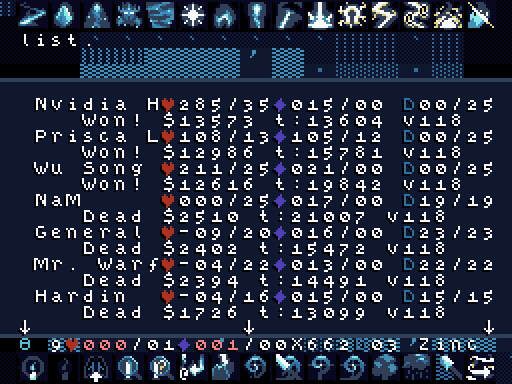 list.
Nvidia H♥285/35♦015/00 D00/25
Won! $13573 t:13604 v118
Prisca L♥108/13♦105/12 D00/25
Won! $12986 t:15781 v118
Wu Song ♥211/25♦021/00 D00/25
Won! $12616 t:19842 v118
NaM ♥000/25♦017/00 D19/19
Dead $2510 t:21007 v118
General ♥-09/20♦016/00 D23/23
Dead $2402 t:15472 v118
Mr. Warf♥-04/22♦013/00 D22/22
Dead $2394 t:14491 v118
Hardin ♥-04/16♦015/00 D15/15
Dead $1726 t:13099 v118
9♥000/01♦001/00X662 D3 'Zinc